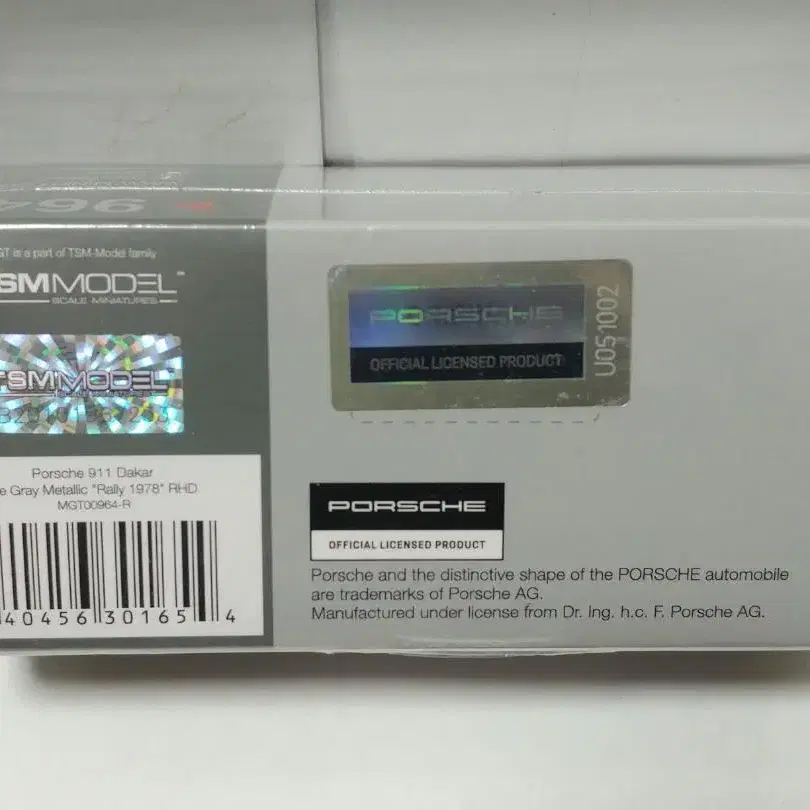 964
GT is a part of TSM-Model family
SMMODEL™
SCALE MINIATURES
TSMMODEL
Porsche 911 Dakar
e Gray Metallic "Rally 1978" RHD
MGT00964-R
40456 30165 4
PORSCHE
OFFICIAL LICENSED PRODUCT
U051002
PORSCHE
OFFICIAL LICENSED PRODUCT
Porsche and the distinctive shape of the PORSCHE automobile
are trademarks of Porsche AG.
Manufactured under license from Dr. Ing. h.c. F. Porsche AG.